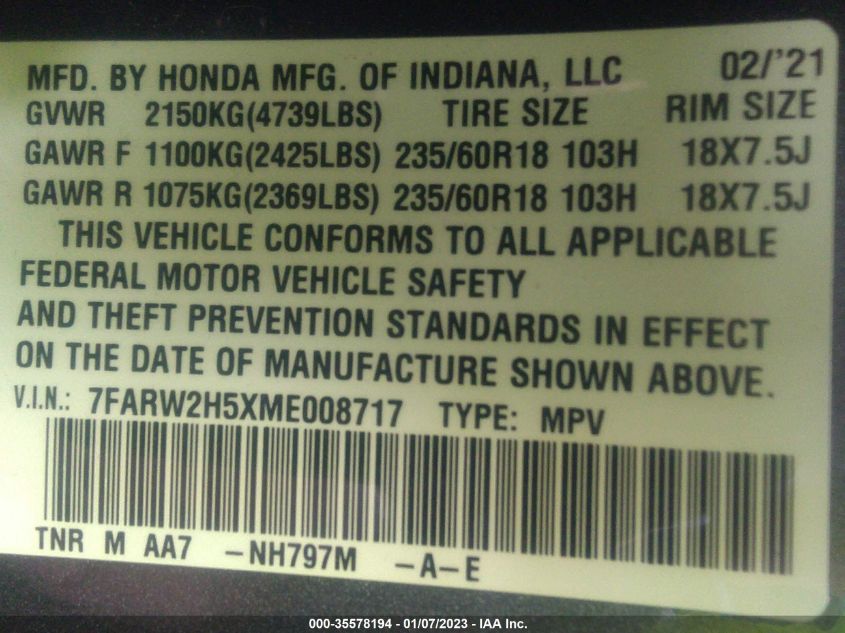 MFD. BY HONDA MFG. OF INDIANA, LLC 02/'21
GVWR 2150KG(4739LBS) TIRE SIZE RIM SIZE
GAWR F 1100KG(2425LBS) 235/60R18 103H 18X7.5J
GAWR R 1075KG(2369LBS) 235/60R18 103H 18X7.5J
THIS VEHICLE CONFORMS TO ALL APPLICABLE
FEDERAL MOTOR VEHICLE SAFETY
AND THEFT PREVENTION STANDARDS IN EFFECT
ON THE DATE OF MANUFACTURE SHOWN ABOVE.
V.I.N.: 7FARW2H5XME008717 TYPE: MPV
TNR M AA7 -NH797M -A-E
000-35578194 - 01/07/2023 - IAA Inc.